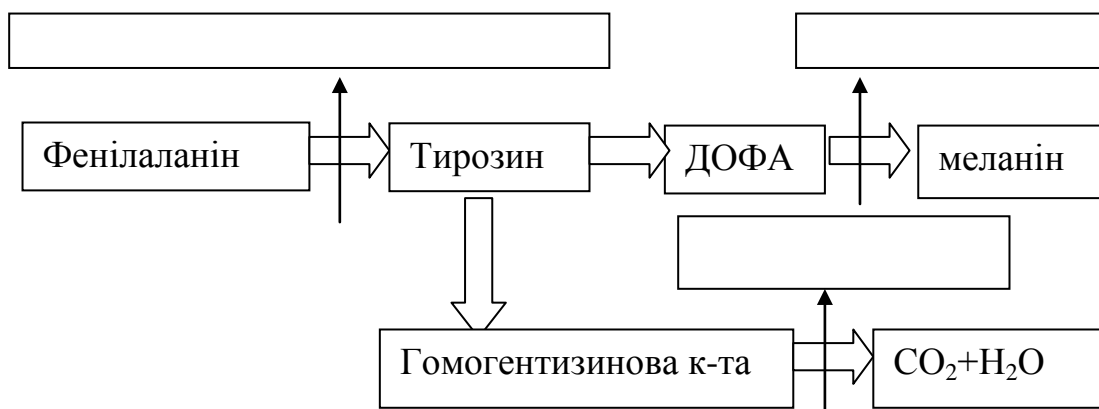 Фенілаланін
Тирозин
ДОФА
меланін
Гомогентизинова к-та
CO₂+H₂O